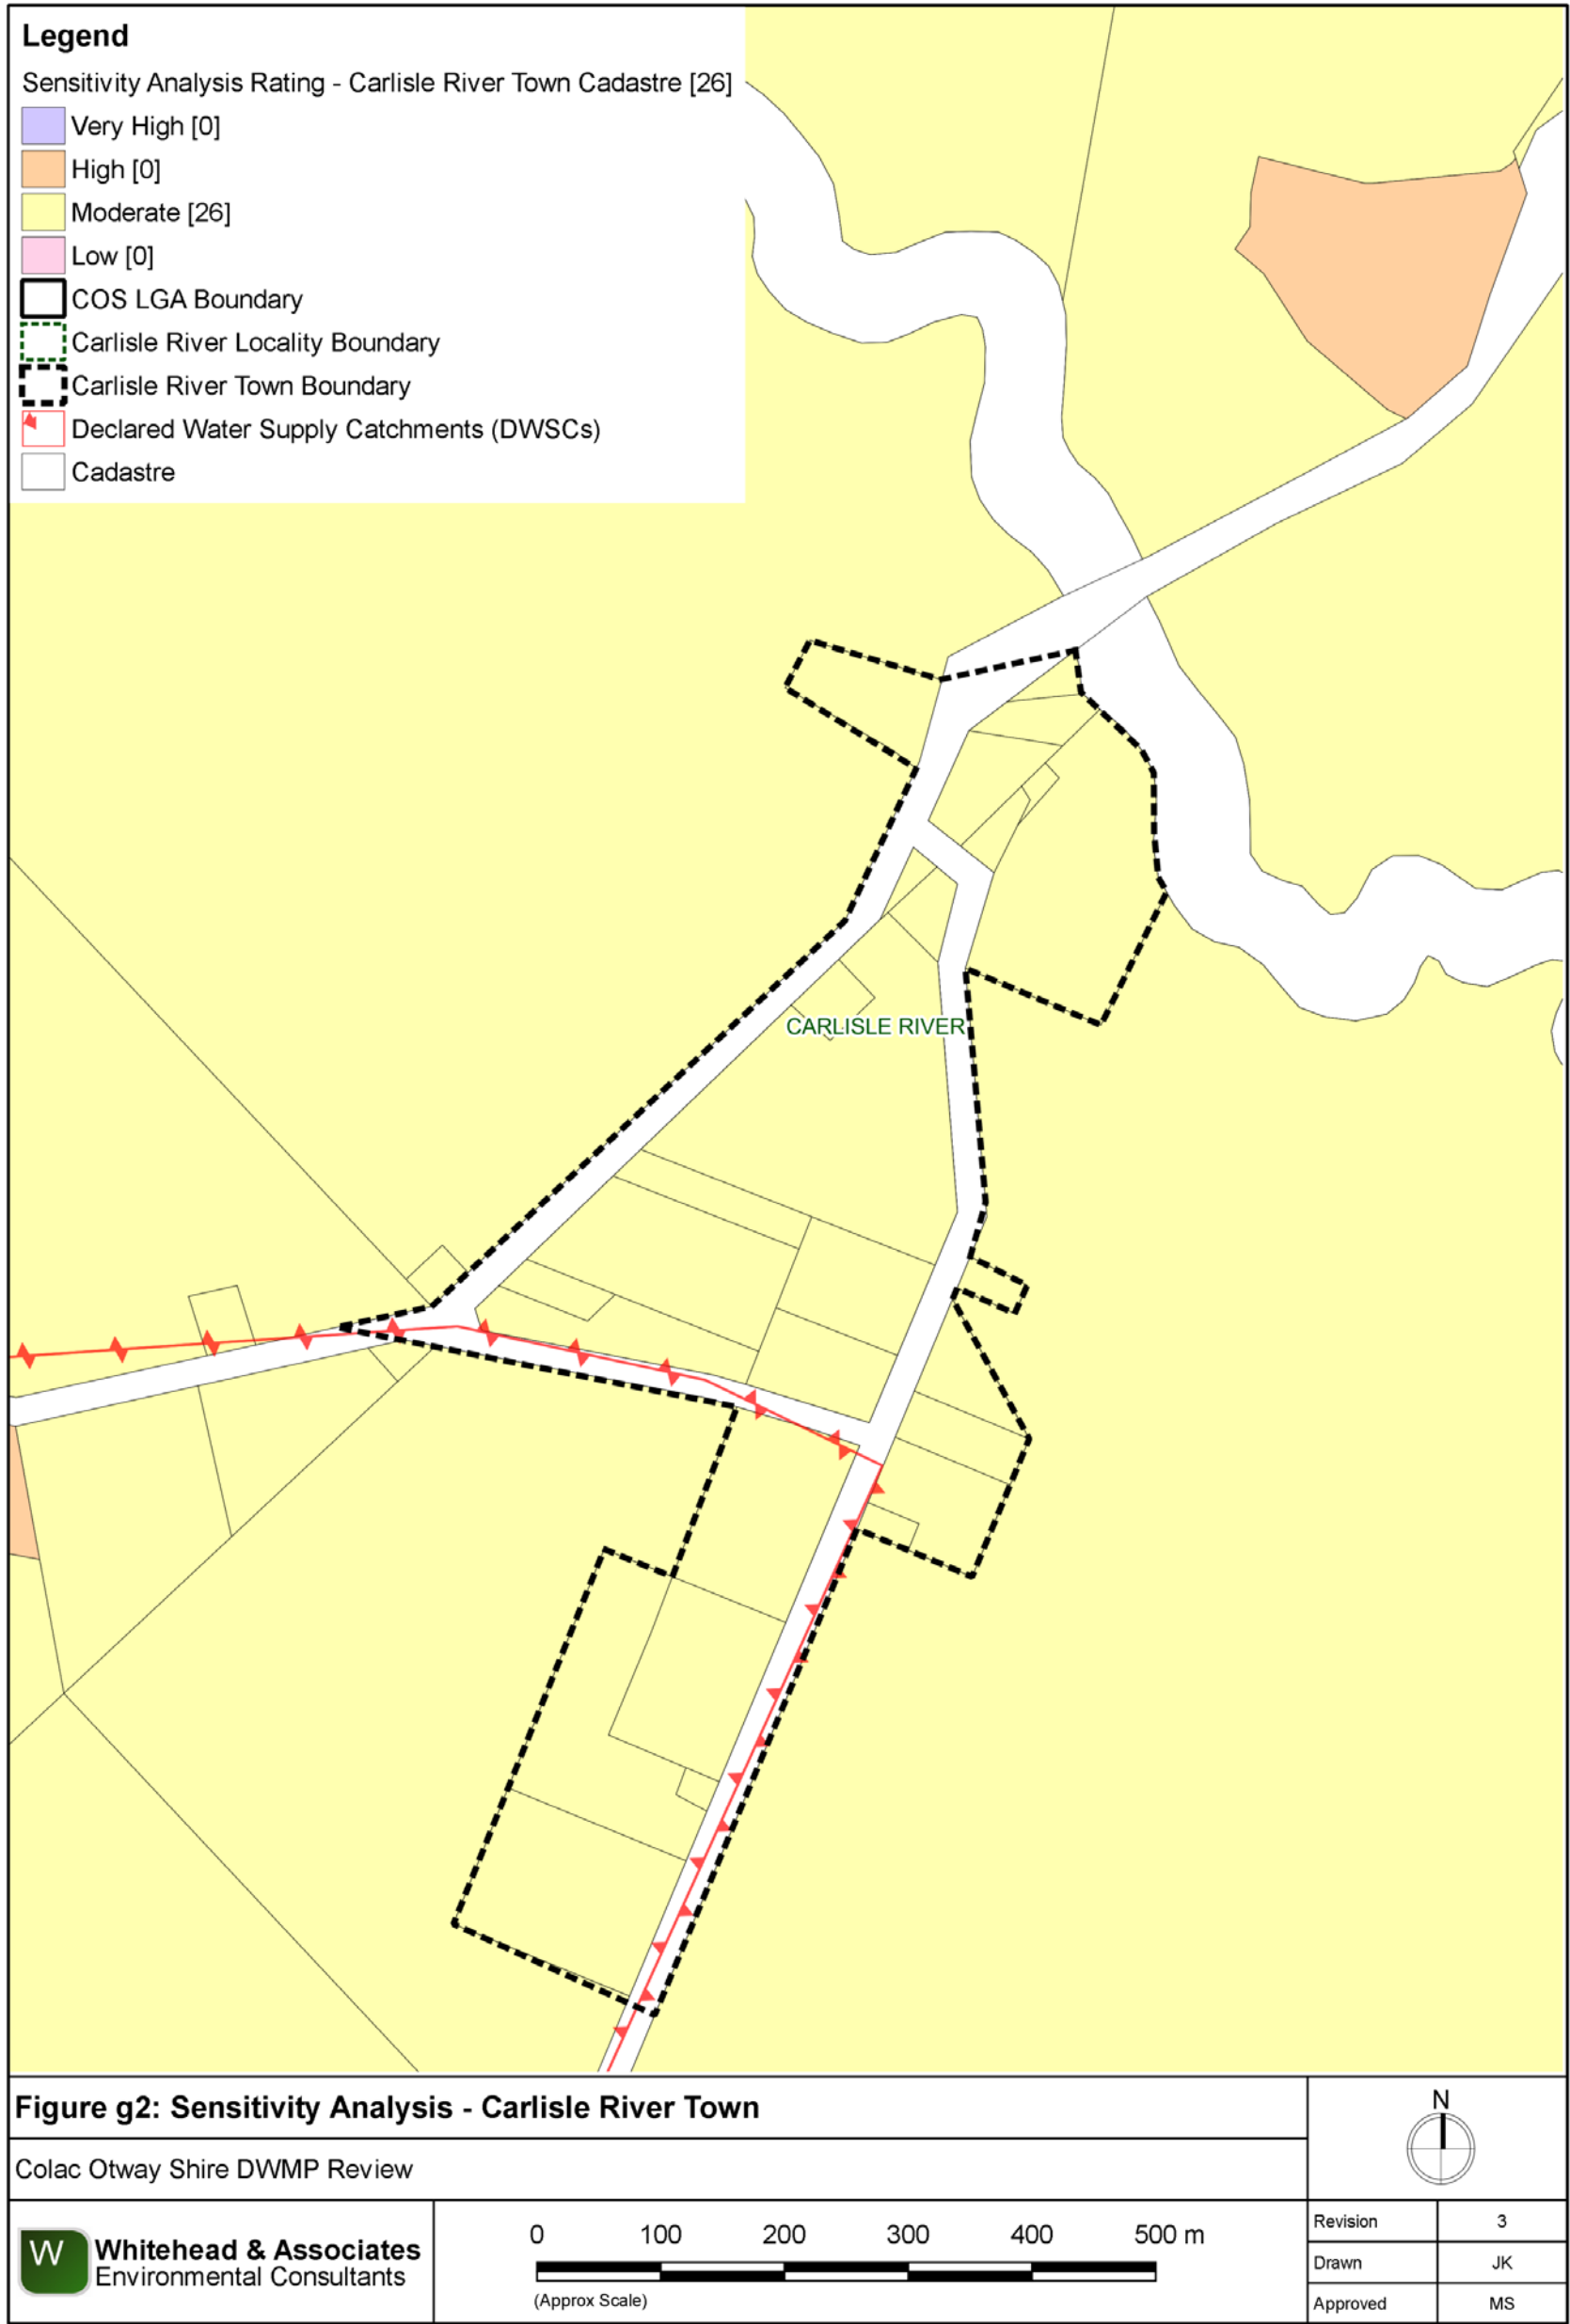 Legend
Sensitivity Analysis Rating - Carlisle River Town Cadastre [26]
Very High [0]
High [0]
Moderate [26]
Low [0]
COS LGA Boundary
Carlisle River Locality Boundary
Carlisle River Town Boundary
Declared Water Supply Catchments (DWSCs)
Cadastre
CARLISLE RIVER
Figure g2: Sensitivity Analysis - Carlisle River Town
Colac Otway Shire DWMP Review
N
W
Whitehead & Associates
Environmental Consultants
0 100 200 300 400 500 m
(Approx Scale)
Revision 3
Drawn JK
Approved MS